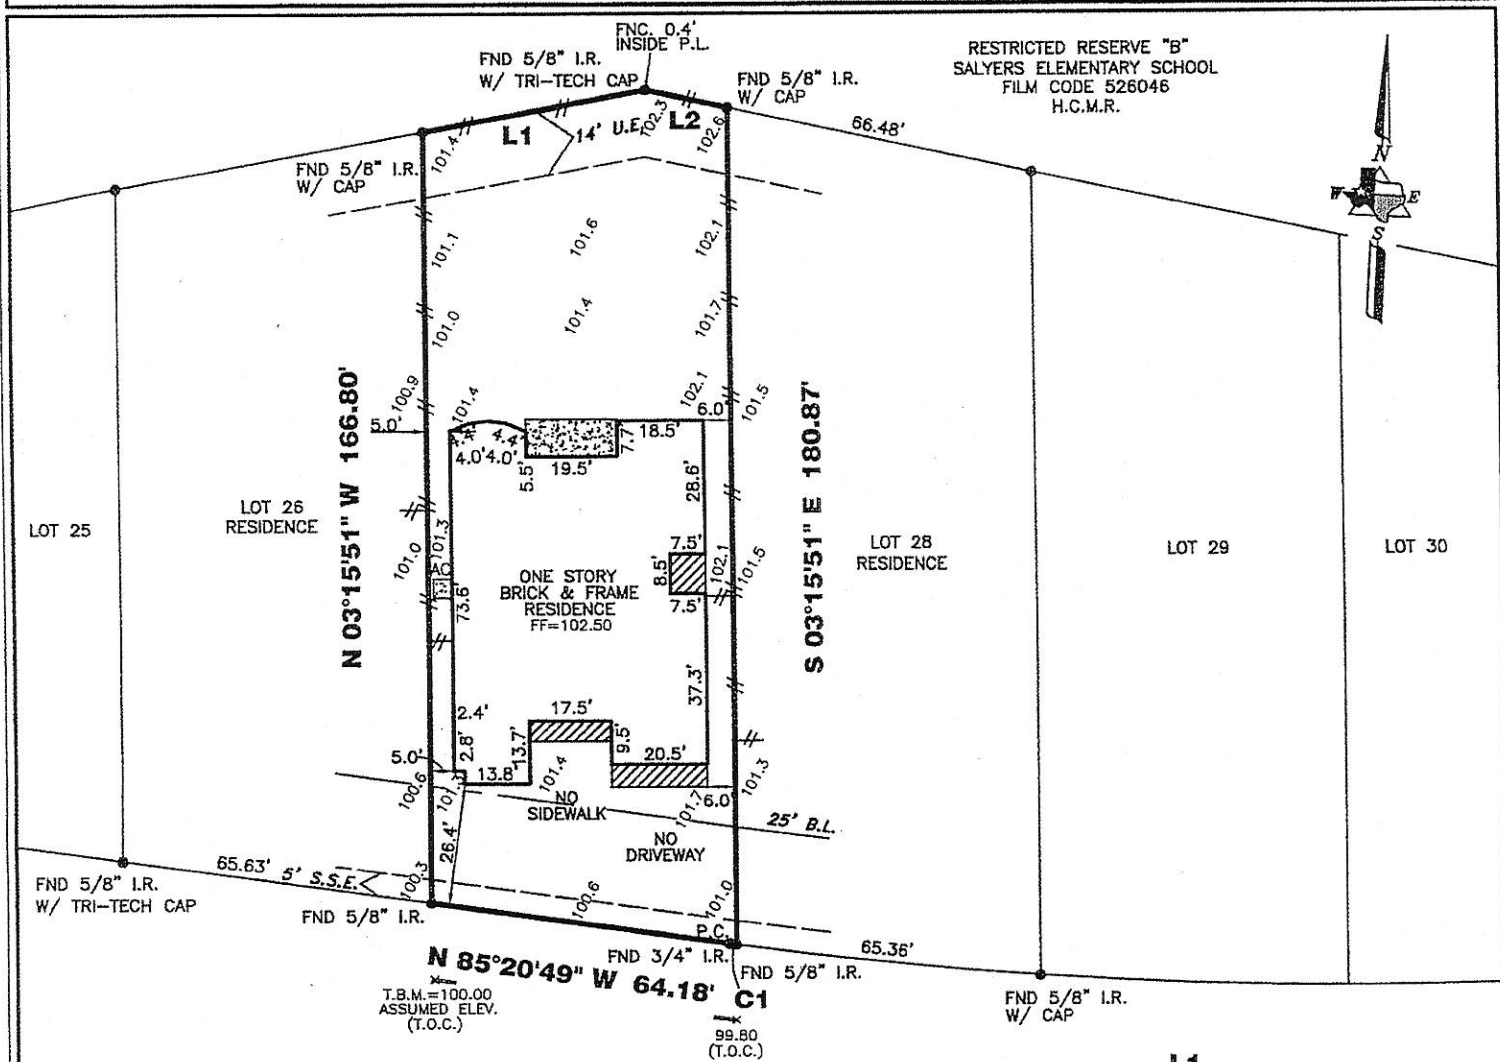 FNC. 0.4'
INSIDE P.L.
FND 5/8" I.R.
W/ TRI-TECH CAP
FND 5/8" I.R.
W/ CAP
RESTRICTED RESERVE "B"
SALYERS ELEMENTARY SCHOOL
FILM CODE 526046
H.C.M.R.
66.48'
L1
14' U.E.
102.3
L2
102.6
101.4
FND 5/8" I.R.
W/ CAP
N
W
E
S
101.1
101.6
102.1
101.0
101.4
101.7
N 03°15'51" W 166.80'
S 03°15'51" E 180.87'
100.9
101.4
102.1
101.5
5.0'
6.0'
4.4'
4.4'
4.0'
4.0'
5.5'
19.5'
7.7'
18.5'
28.6'
LOT 25
LOT 26
RESIDENCE
LOT 28
RESIDENCE
LOT 29
LOT 30
101.3
101.0
AC
73.6'
ONE STORY
BRICK & FRAME
RESIDENCE
FF=102.50
7.5'
8.5'
7.5'
102.1
101.5
37.3'
2.4'
2.8'
17.5'
13.7'
9.5'
20.5'
5.0'
13.8'
101.4
100.6
101.3
101.7
6.0'
101.3
NO
SIDEWALK
25' B.L.
NO
DRIVEWAY
26.4'
65.63'
5' S.S.E.
100.3
100.6
101.0
FND 5/8" I.R.
W/ TRI-TECH CAP
FND 5/8" I.R.
P.C.
65.36'
N 85°20'49" W 64.18'
FND 3/4" I.R.
FND 5/8" I.R.
C1
T.B.M.=100.00
ASSUMED ELEV.
(T.O.C.)
99.80
(T.O.C.)
FND 5/8" I.R.
W/ CAP
L1